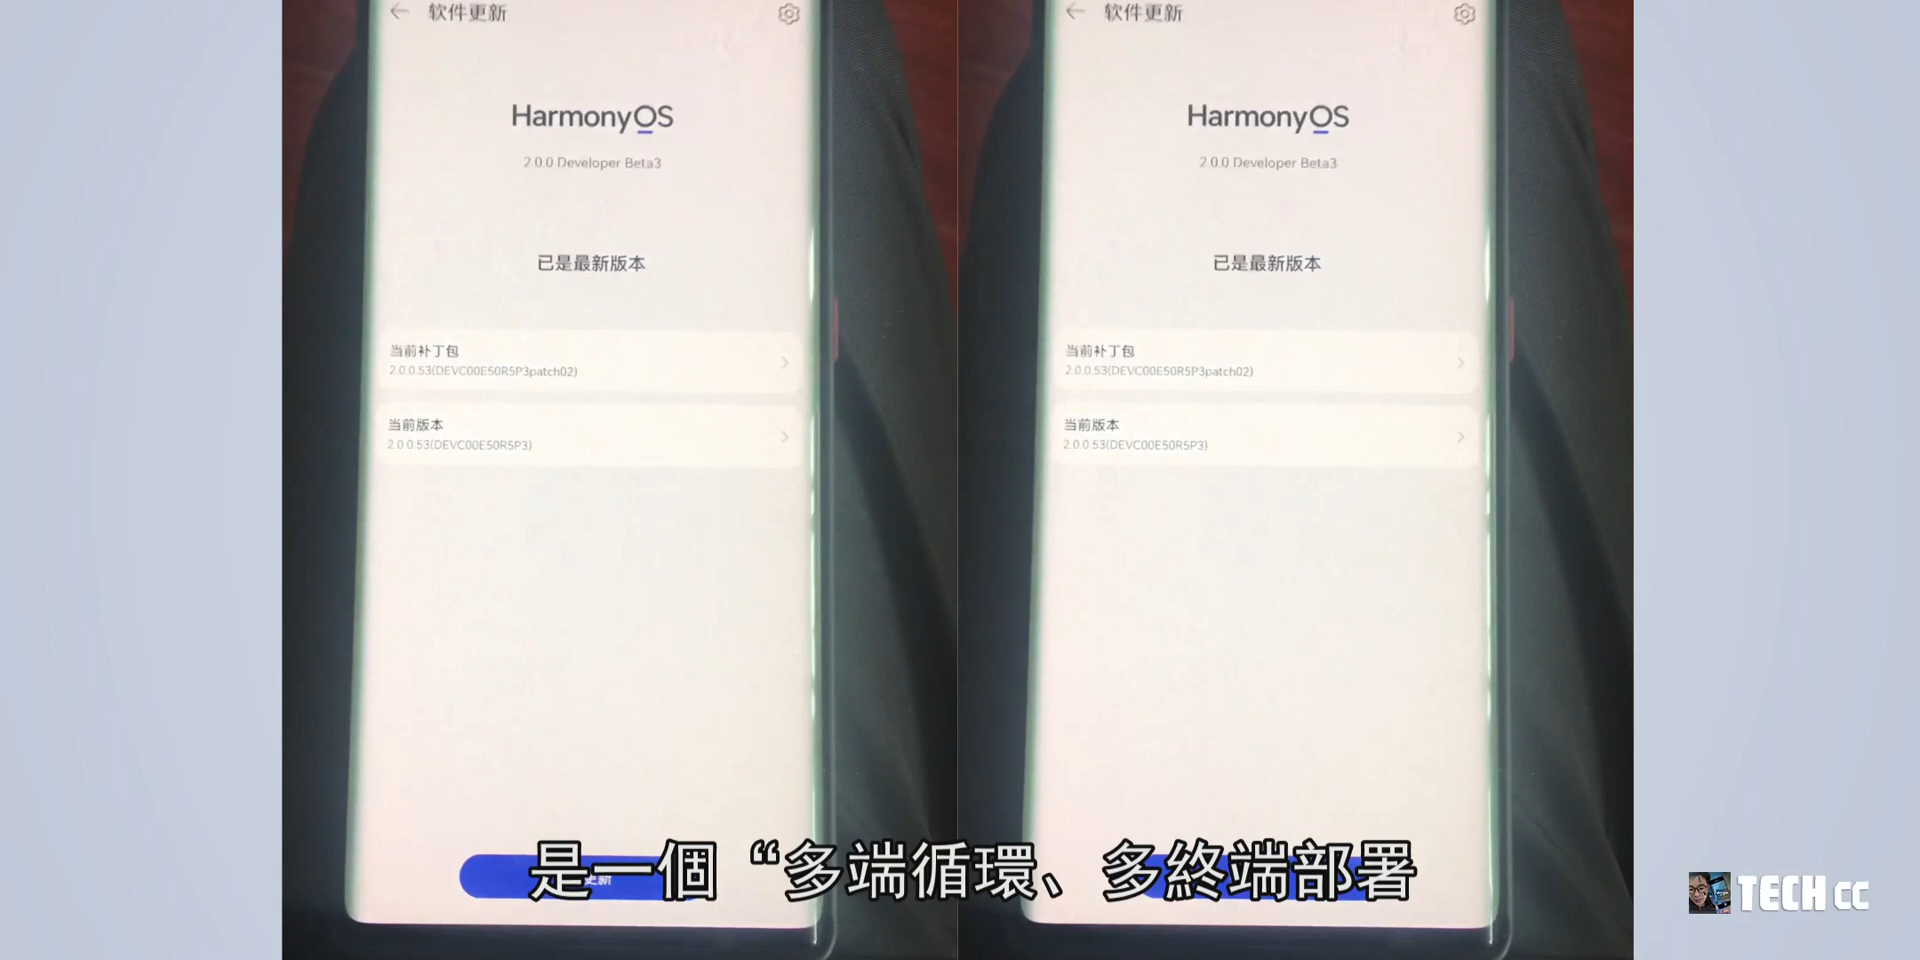 软件更新
HarmonyOS
2.0.0 Developer Beta3
已是最新版本
当前补丁包
2.0.0.53(DEVC00E50R5P3patch02)
当前版本
2.0.0.53(DEVC00E50R5P3)
更新
软件更新
HarmonyOS
2.0.0 Developer Beta3
已是最新版本
当前补丁包
2.0.0.53(DEVC00E50R5P3patch02)
当前版本
2.0.0.53(DEVC00E50R5P3)
是一個“多端循環、多終端部署
TECH cc